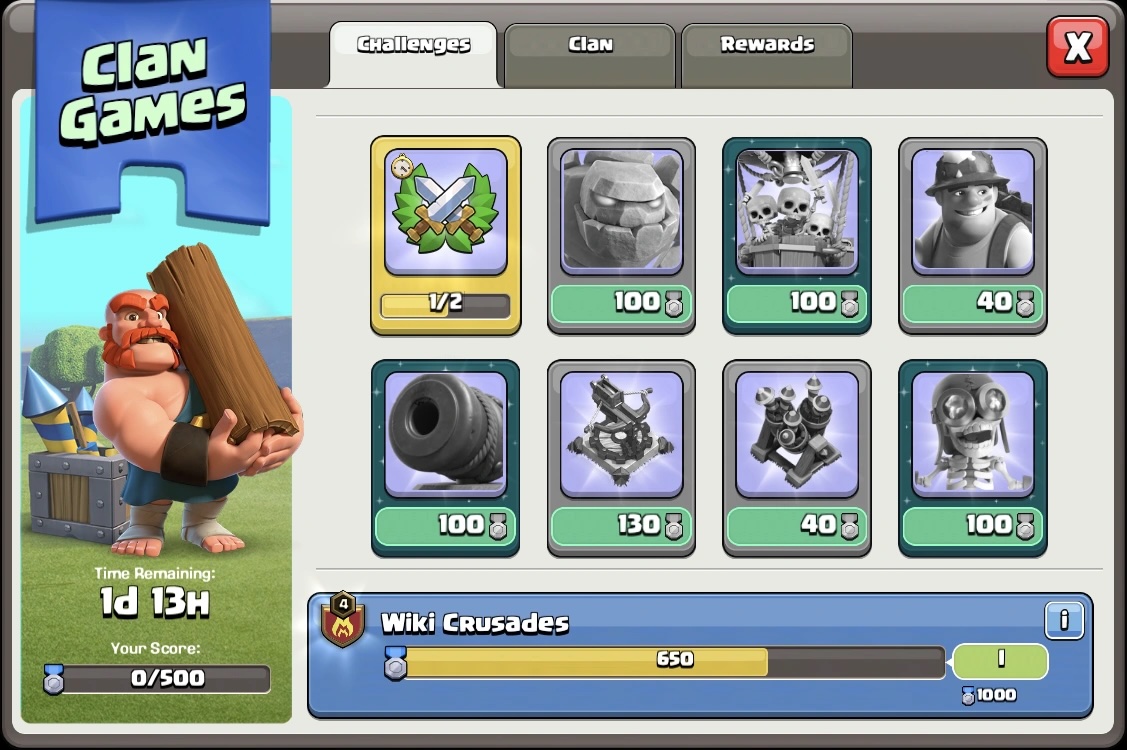 Clan
Games
Challenges
Clan
Rewards
X
1/2
100
100
40
100
130
40
100
Time Remaining:
1d 13H
Your Score:
0/500
4
Wiki Crusades
i
650
1
1000